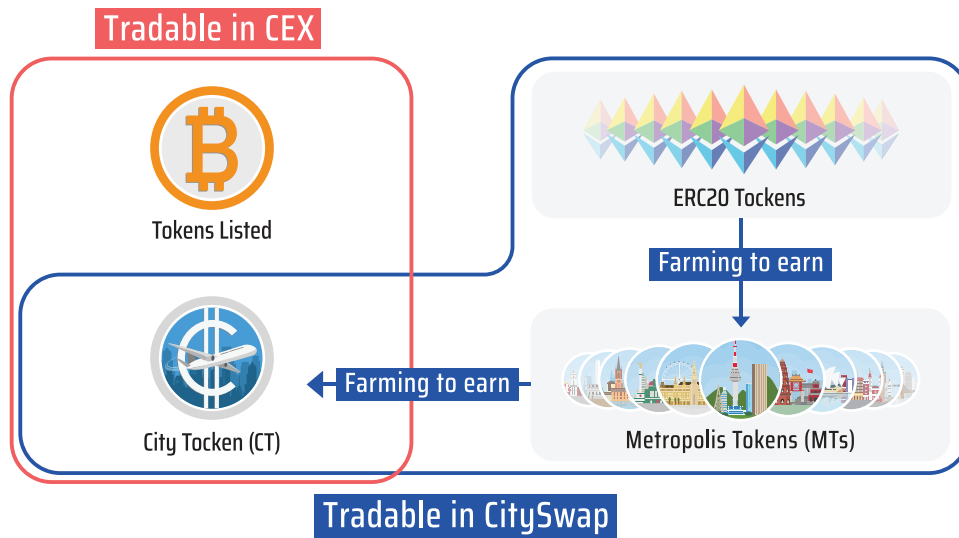 Tradable in CEX
Tokens Listed
ERC20 Tockens
Farming to earn
City Tocken (CT)
Farming to earn
Metropolis Tokens (MTs)
Tradable in CitySwap